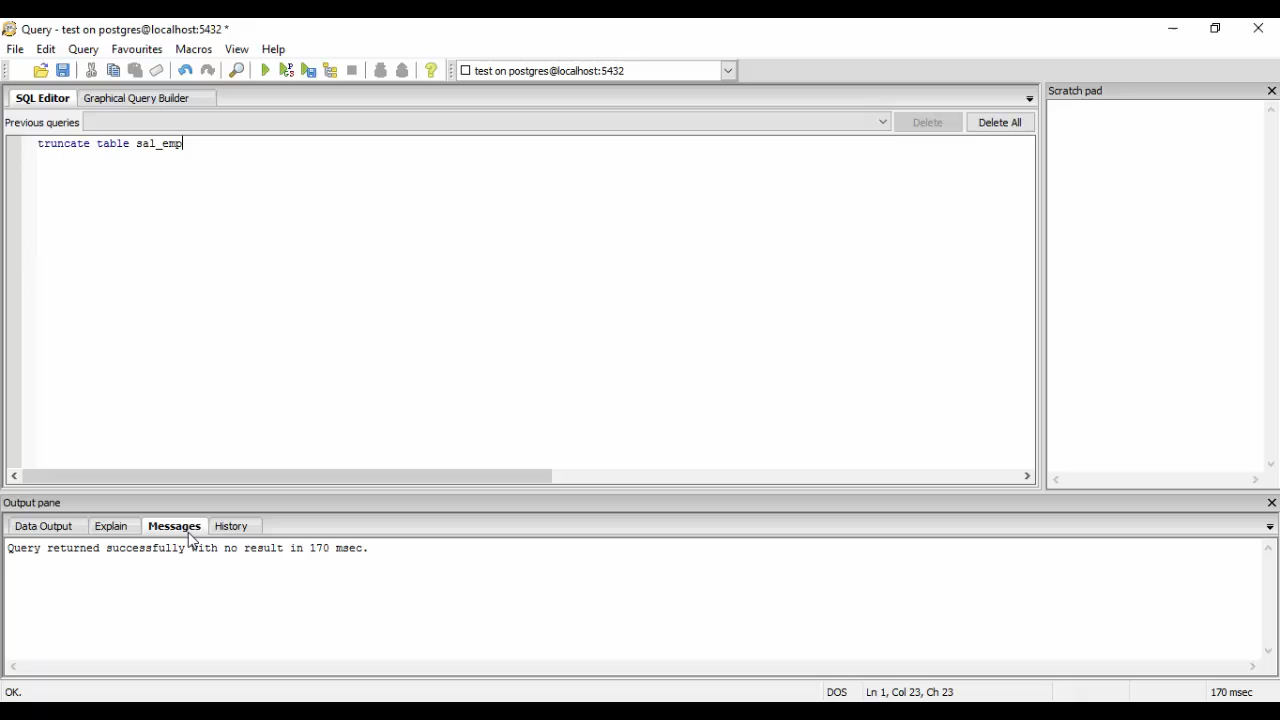 Query - test on postgres@localhost:5432 *
File Edit Query Favourites Macros View Help
test on postgres@localhost:5432
SQL Editor Graphical Query Builder
Scratch pad
Previous queries Delete Delete All
truncate table sal_emp
Output pane
Data Output Explain Messages History
Query returned successfully with no result in 170 msec.
OK. DOS Ln 1, Col 23, Ch 23 170 msec